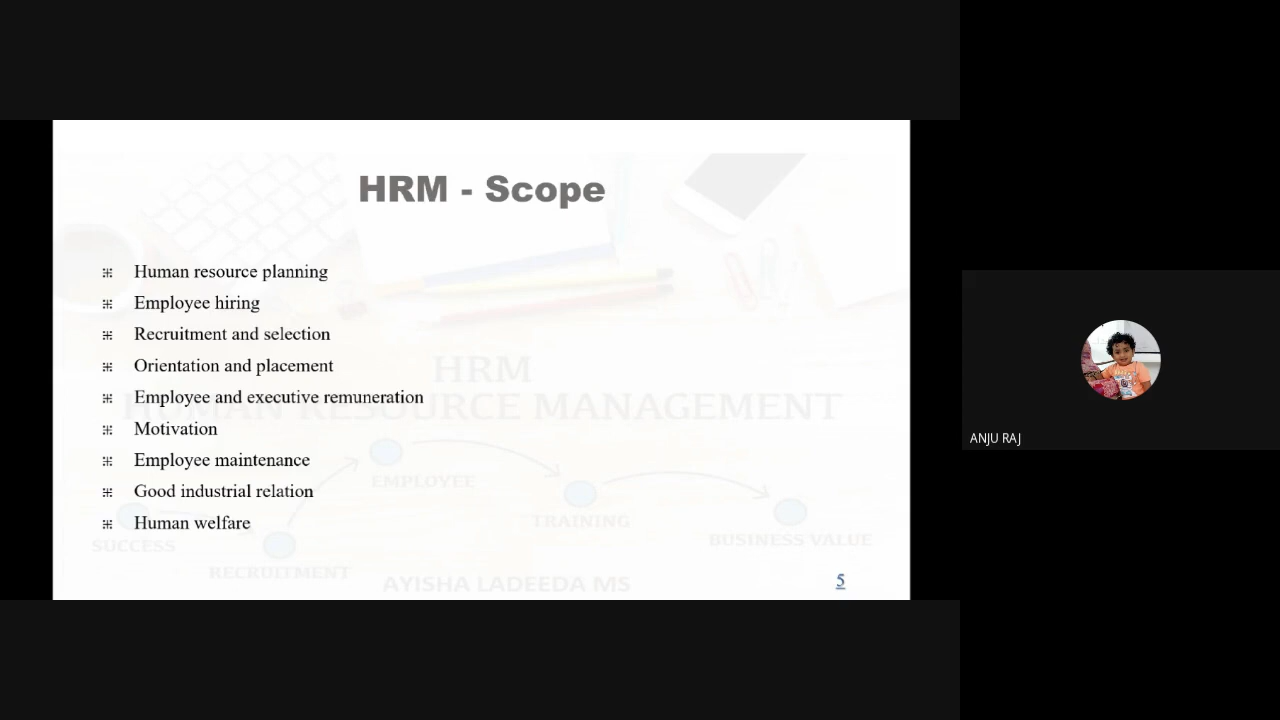 HRM - Scope
⌗ Human resource planning
⌗ Employee hiring
⌗ Recruitment and selection
⌗ Orientation and placement
⌗ Employee and executive remuneration
⌗ Motivation
⌗ Employee maintenance
⌗ Good industrial relation
⌗ Human welfare
HRM
HUMAN RESOURCE MANAGEMENT
EMPLOYEE
TRAINING
SUCCESS
BUSINESS VALUE
RECRUITMENT
AYISHA LADEEDA MS
5
ANJU RAJ